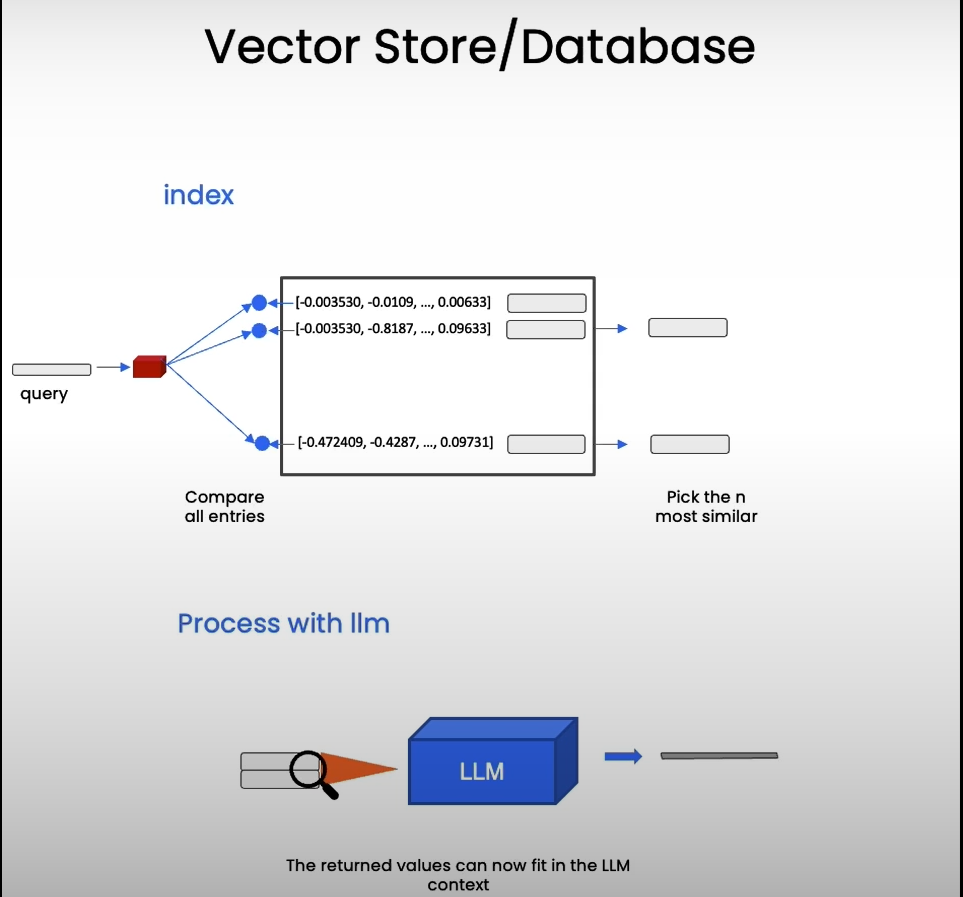 Vector Store/Database
index
[-0.003530, -0.0109, ..., 0.00633]
[-0.003530, -0.8187, ..., 0.09633]
query
[-0.472409, -0.4287, ..., 0.09731]
Compare
all entries
Pick the n
most similar
Process with llm
LLM
The returned values can now fit in the LLM
context